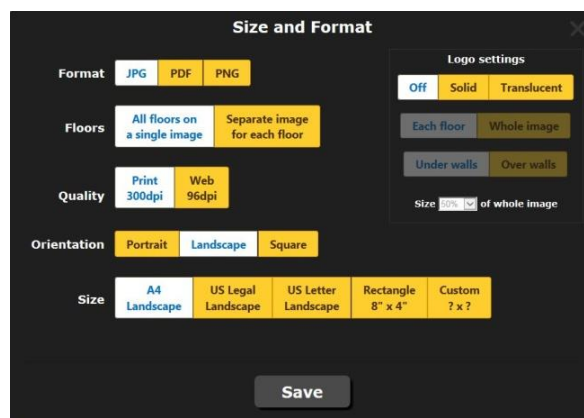 Size and Format
Format JPG PDF PNG
Floors All floors on a single image Separate image for each floor
Quality Print 300dpi Web 96dpi
Orientation Portrait Landscape Square
Size A4 Landscape US Legal Landscape US Letter Landscape Rectangle 8" x 4" Custom ? x ?
Logo settings
Off Solid Translucent
Each floor Whole image
Under walls Over walls
Size 50% of whole image
Save